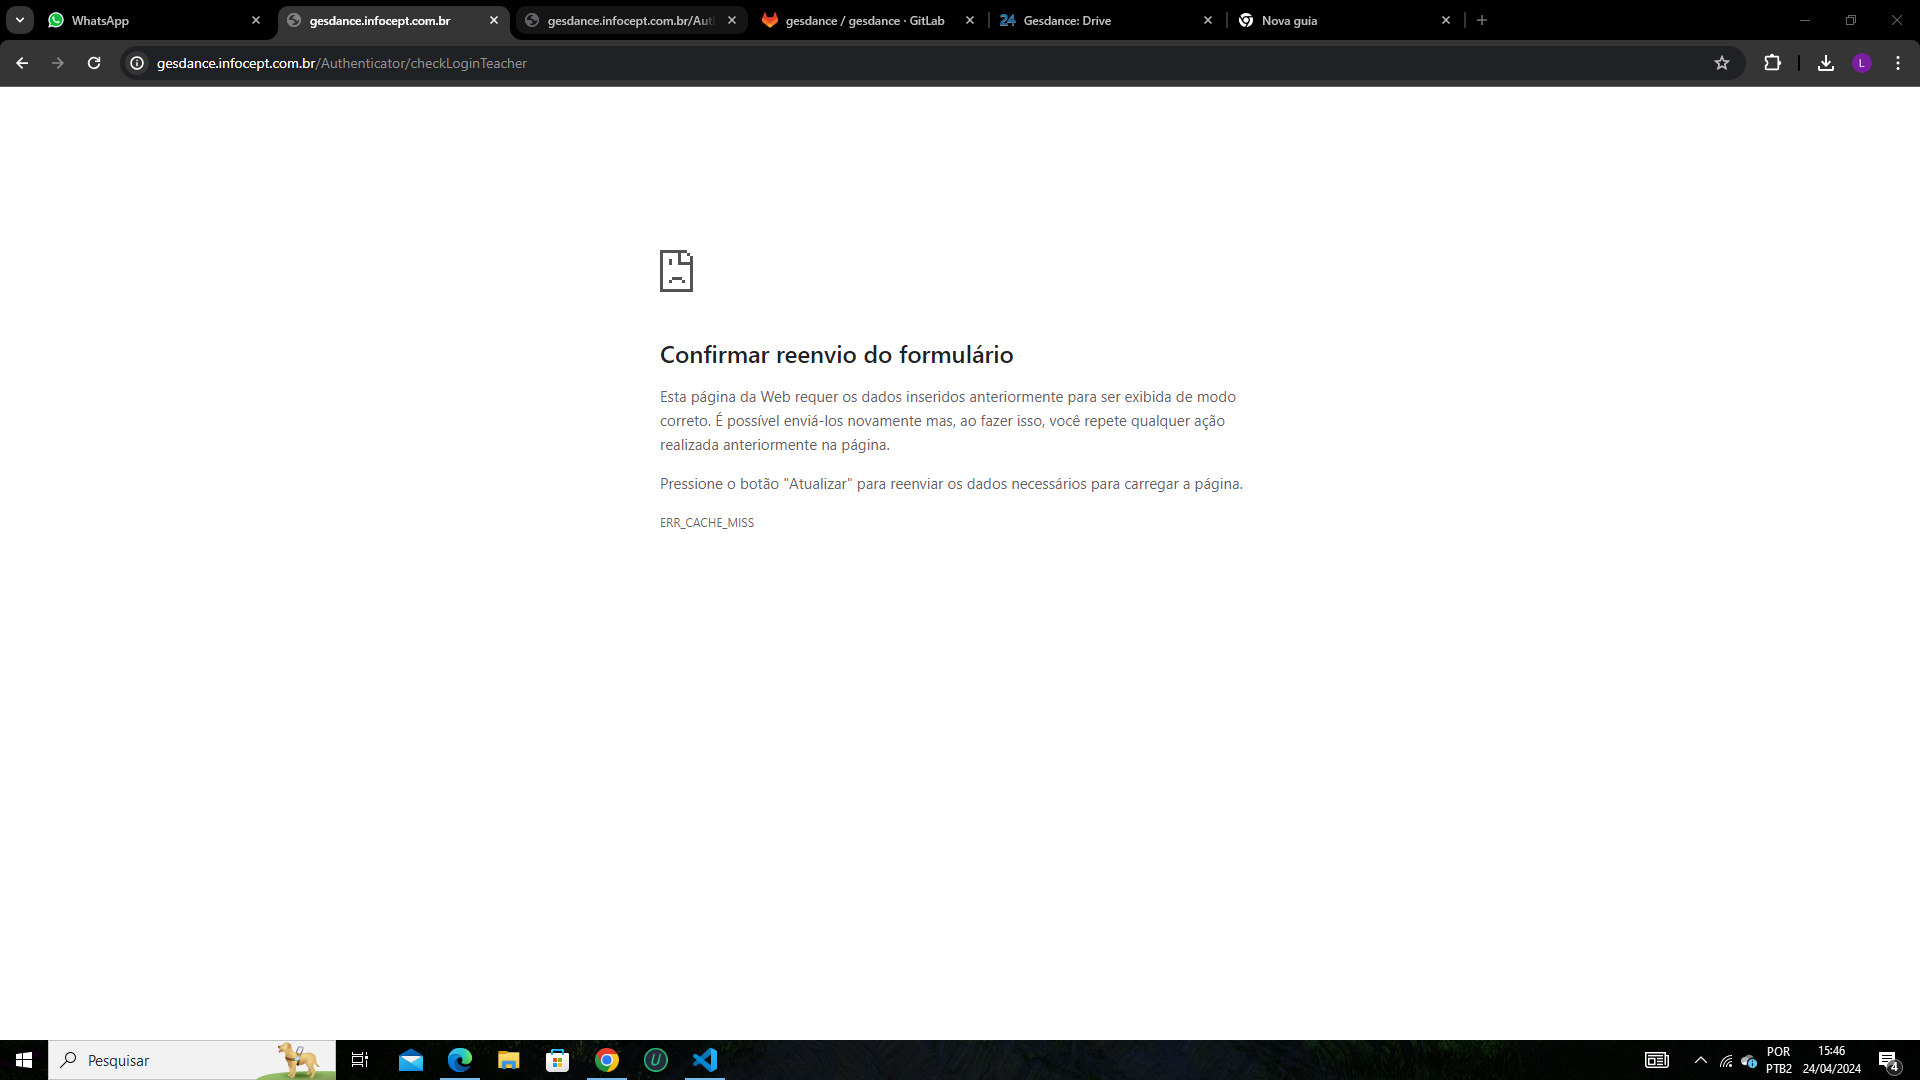 WhatsApp
gesdance.infocept.com.br
gesdance.infocept.com.br/Aut
gesdance / gesdance · GitLab
24 Gesdance: Drive
Nova guia
gesdance.infocept.com.br/Authenticator/checkLoginTeacher
L
Confirmar reenvio do formulário
Esta página da Web requer os dados inseridos anteriormente para ser exibida de modo
correto. É possível enviá-los novamente mas, ao fazer isso, você repete qualquer ação
realizada anteriormente na página.
Pressione o botão "Atualizar" para reenviar os dados necessários para carregar a página.
ERR_CACHE_MISS
Pesquisar
U
POR
PTB2
15:46
24/04/2024
4